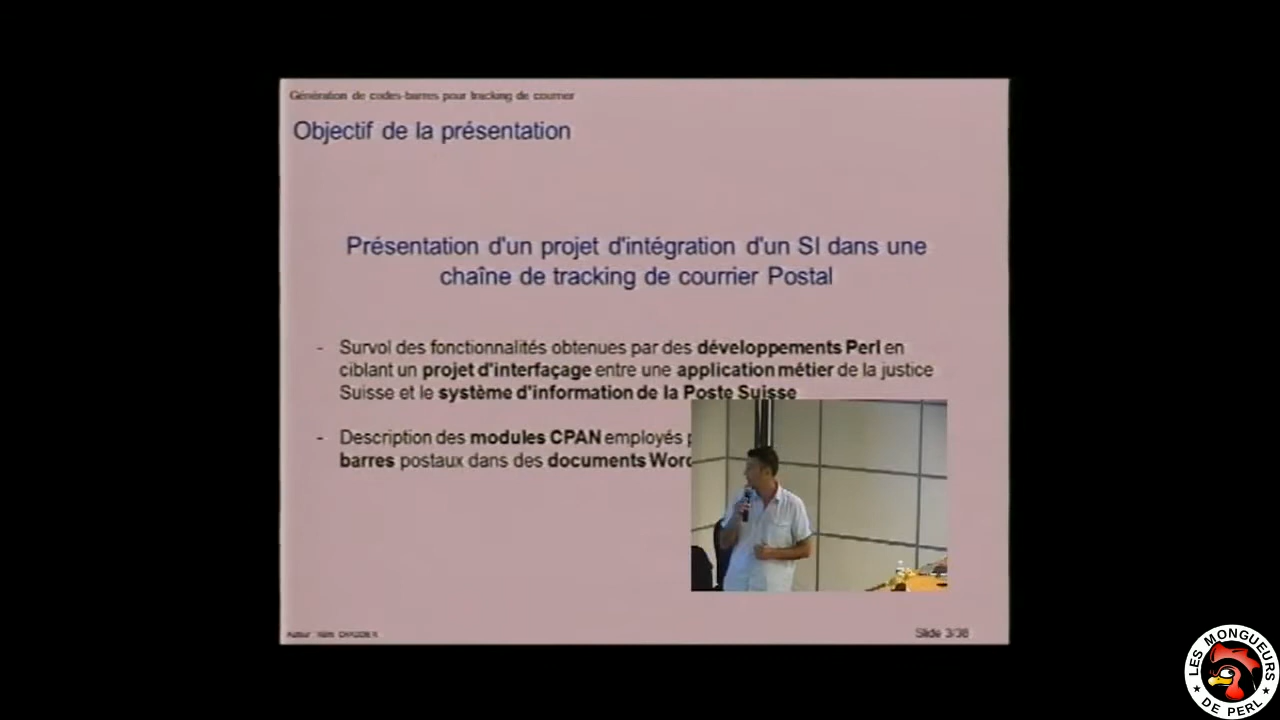 Génération de codes-barres pour tracking de courrier
Objectif de la présentation
Présentation d'un projet d'intégration d'un SI dans une
chaîne de tracking de courrier Postal
- Survol des fonctionnalités obtenues par des développements Perl en
ciblant un projet d'interfaçage entre une application métier de la justice
Suisse et le système d'information de la Poste Suisse
- Description des modules CPAN employés
barres postaux dans des documents Word
Slide 3/38
LES MONGUEURS
DE PERL